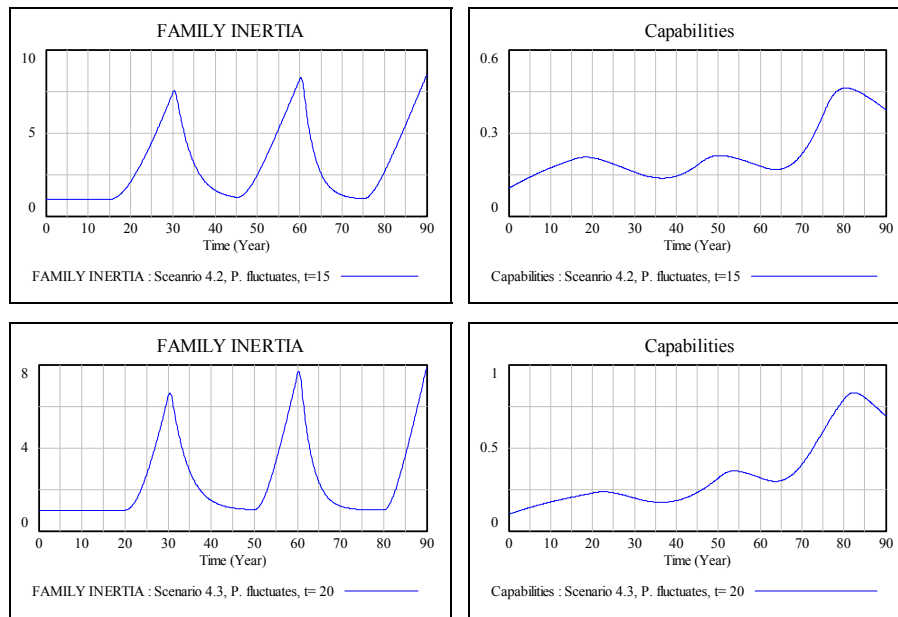 FAMILY INERTIA
10
5
0
0 10 20 30 40 50 60 70 80 90
Time (Year)
FAMILY INERTIA : Sceanrio 4.2, P. fluctuates, t=15
Capabilities
0.6
0.3
0
0 10 20 30 40 50 60 70 80 90
Time (Year)
Capabilities : Scenario 4.2, P. fluctuates, t=15
FAMILY INERTIA
8
4
0
0 10 20 30 40 50 60 70 80 90
Time (Year)
FAMILY INERTIA : Scenario 4.3, P. fluctuates, t= 20
Capabilities
1
0.5
0
0 10 20 30 40 50 60 70 80 90
Time (Year)
Capabilities : Scenario 4.3, P. fluctuates, t= 20